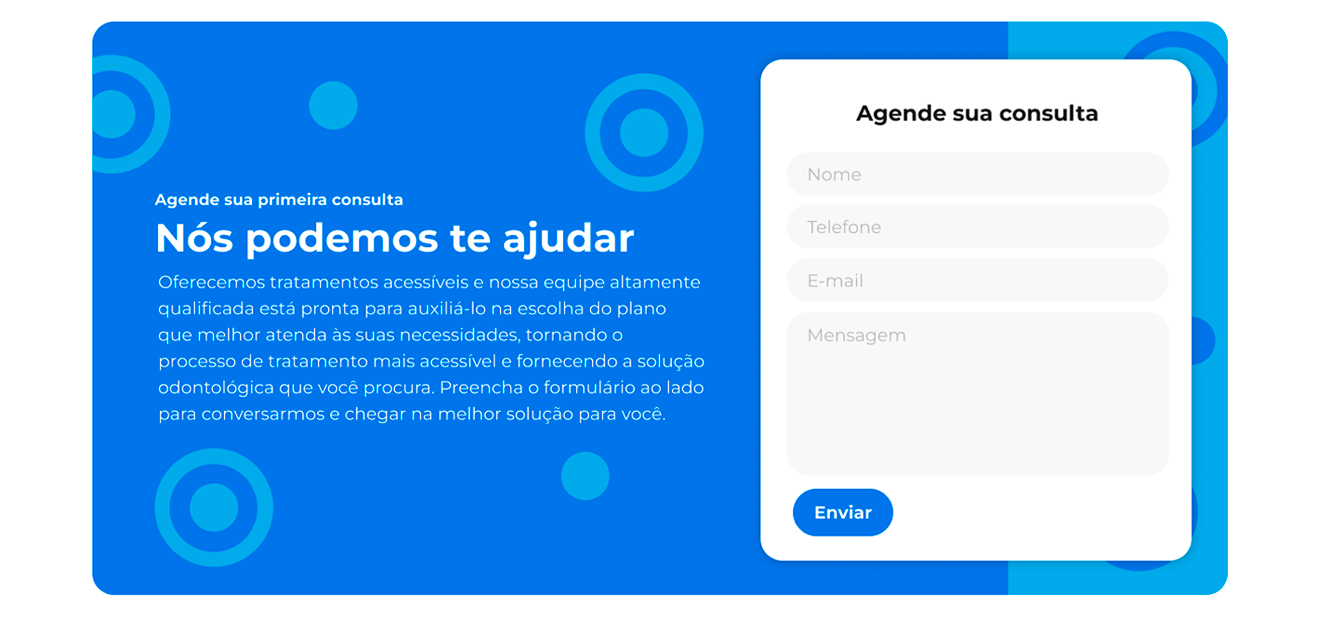 Agende sua primeira consulta
Nós podemos te ajudar
Oferecemos tratamentos acessíveis e nossa equipe altamente
qualificada está pronta para auxiliá-lo na escolha do plano
que melhor atenda às suas necessidades, tornando o
processo de tratamento mais acessível e fornecendo a solução
odontológica que você procura. Preencha o formulário ao lado
para conversarmos e chegar na melhor solução para você.
Agende sua consulta
Nome
Telefone
E-mail
Mensagem
Enviar